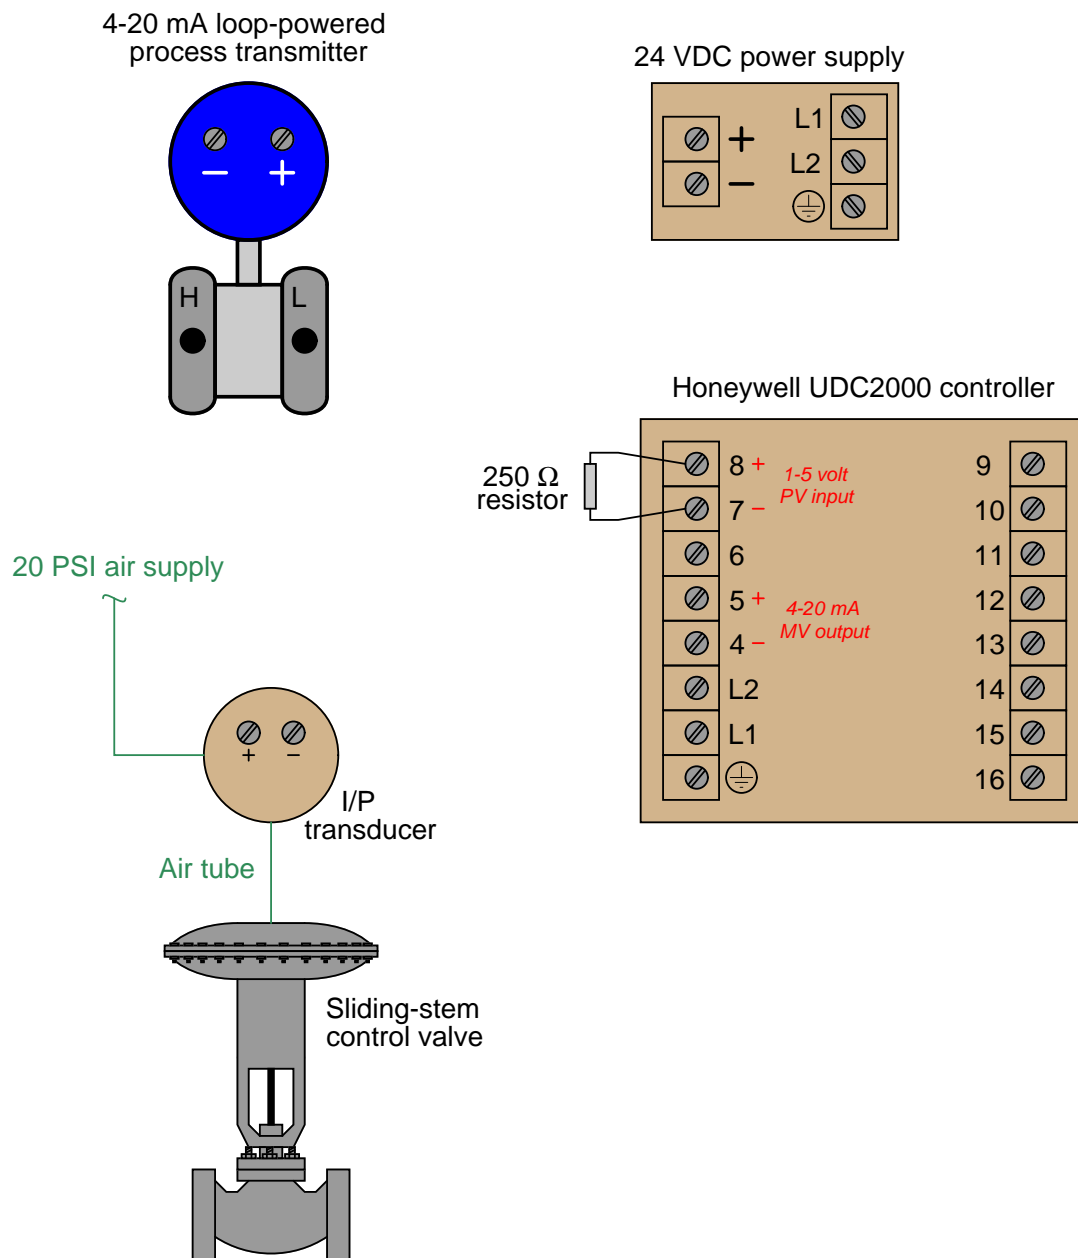 4-20 mA loop-powered
process transmitter
− +
H L
24 VDC power supply
+
−
L1
L2
Honeywell UDC2000 controller
250 Ω
resistor
8 + 1-5 volt
7 − PV input
6
5 + 4-20 mA
4 − MV output
L2
L1
9
10
11
12
13
14
15
16
20 PSI air supply
+ −
I/P
transducer
Air tube
Sliding-stem
control valve